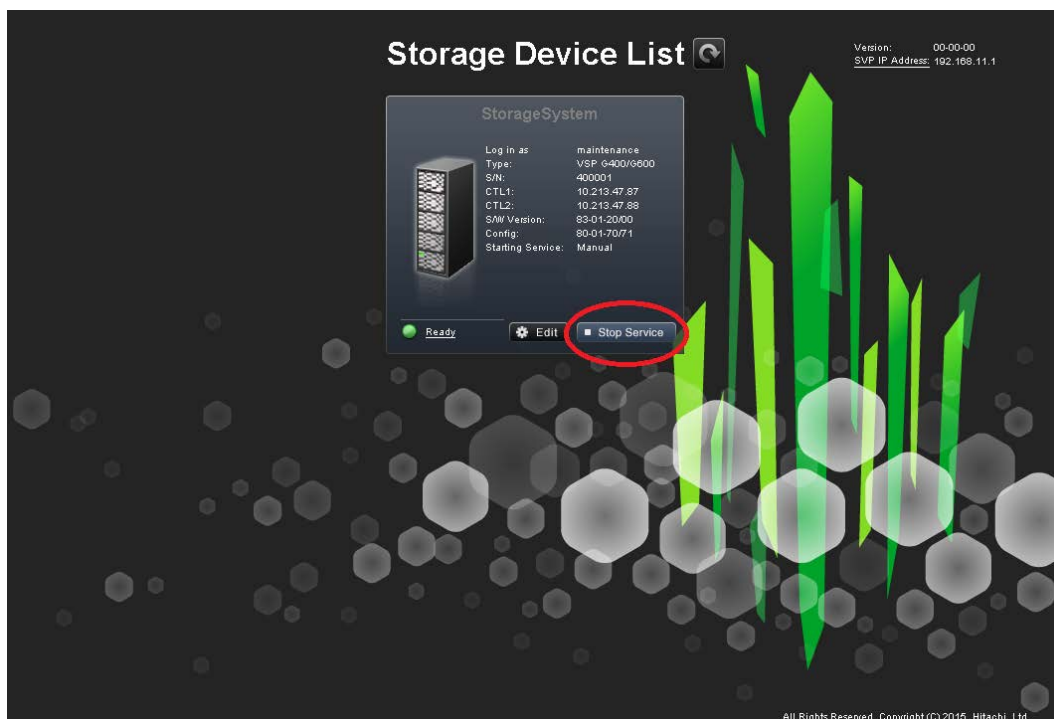 Storage Device List
Version: 00-00-00
SVP IP Address: 192.168.11.1
StorageSystem
Log in as maintenance
Type: VSP G400/G600
S/N: 400001
CTL1: 10.213.47.87
CTL2: 10.213.47.88
S/W Version: 83-01-20/00
Config: 80-01-70/71
Starting Service: Manual
Ready
Edit
Stop Service
All Rights Reserved, Copyright (C) 2015, Hitachi, Ltd.